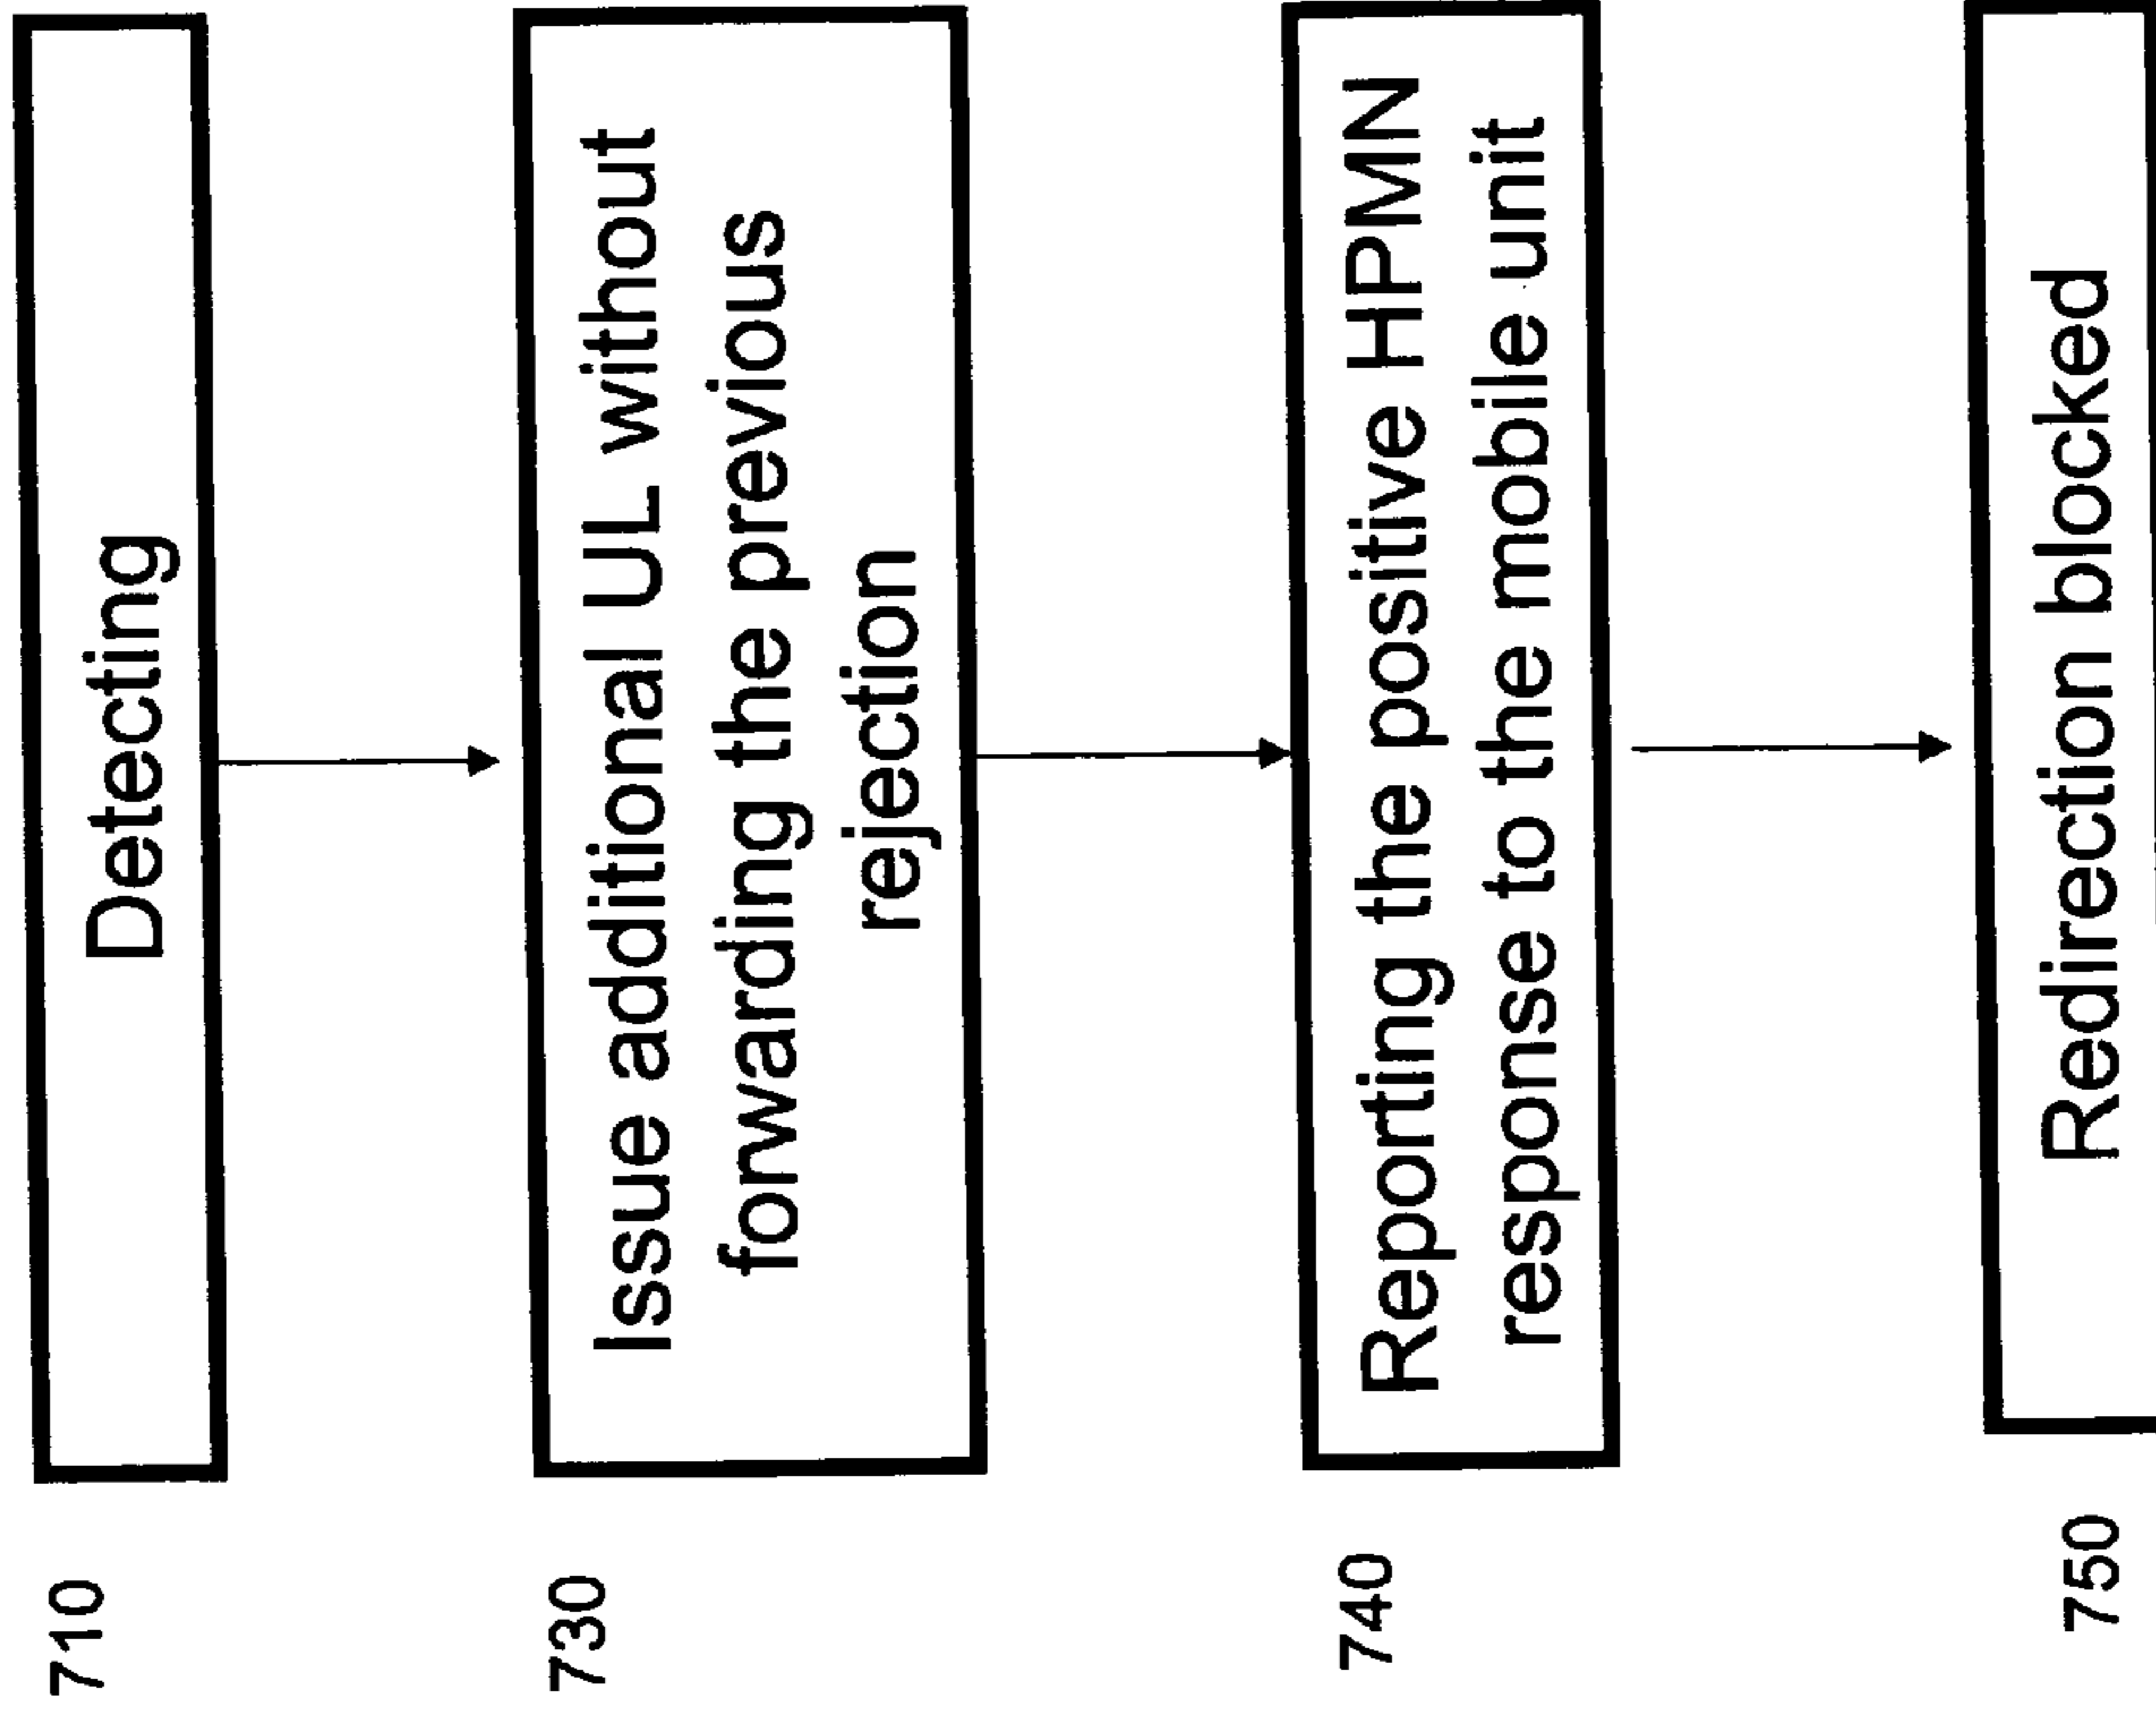 710
Detecting
730
Issue additional UL without
forwarding the previous
rejection
740
Reporting the positive HPMN
response to the mobile unit
750
Redirection blocked